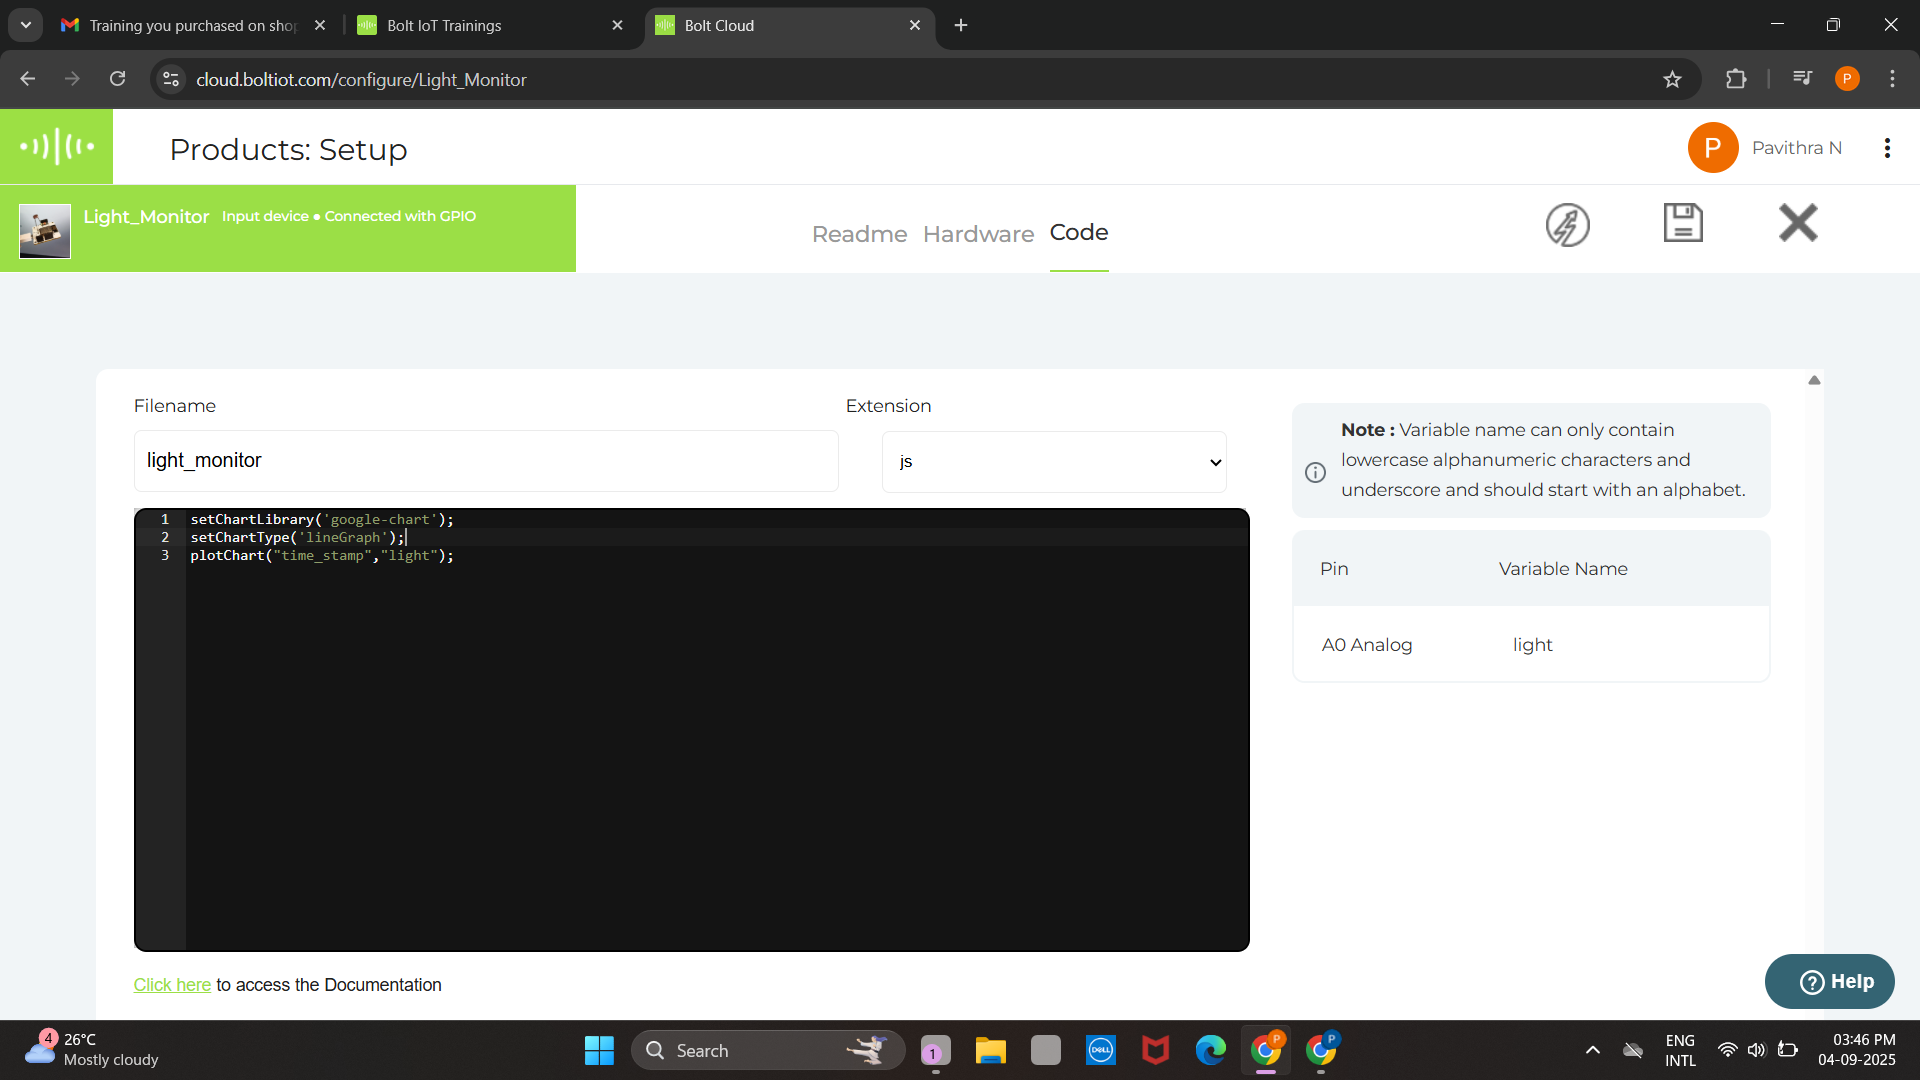 Training you purchased on shop
Bolt IoT Trainings
Bolt Cloud
cloud.boltiot.com/configure/Light_Monitor
P
Products: Setup
P
Pavithra N
Light_Monitor Input device ● Connected with GPIO
Readme Hardware Code
Filename
Extension
light_monitor
js
1 setChartLibrary('google-chart');
2 setChartType('lineGraph');
3 plotChart("time_stamp","light");
Note : Variable name can only contain
lowercase alphanumeric characters and
underscore and should start with an alphabet.
Pin Variable Name
A0 Analog light
Click here to access the Documentation
? Help
4
26°C
Mostly cloudy
Search
1
DELL
P
P
ENG
INTL
03:46 PM
04-09-2025